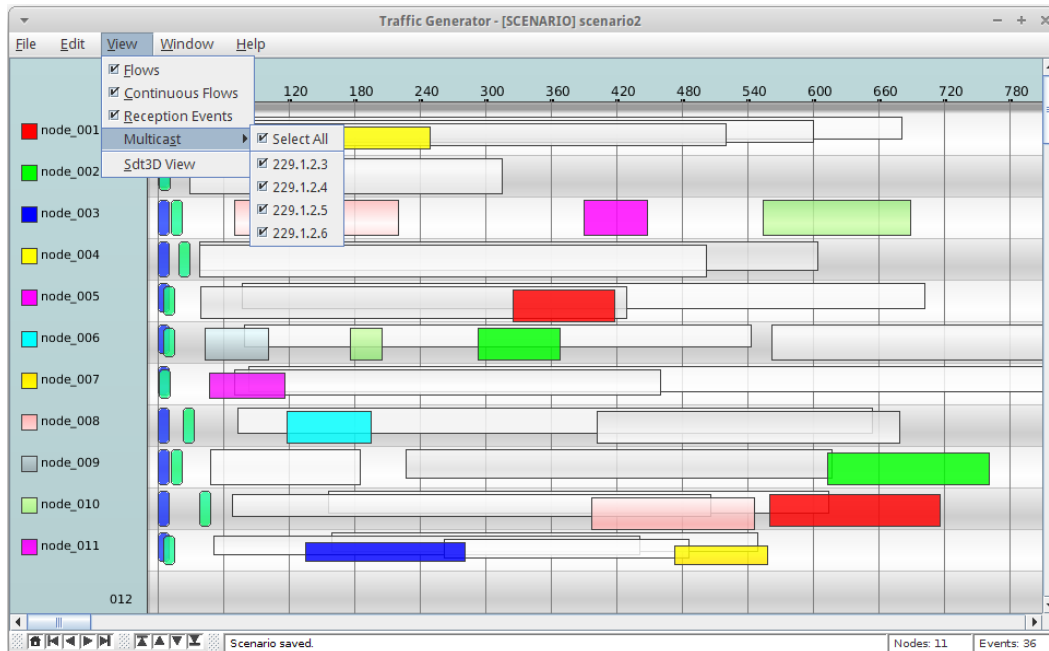 Traffic Generator - [SCENARIO] scenario2
File Edit View Window Help
Flows
Continuous Flows
Reception Events
Multicast
Sdt3D View
Select All
229.1.2.3
229.1.2.4
229.1.2.5
229.1.2.6
120 180 240 300 360 420 480 540 600 660 720 780
node_001
node_002
node_003
node_004
node_005
node_006
node_007
node_008
node_009
node_010
node_011
012
Scenario saved. Nodes: 11 Events: 36